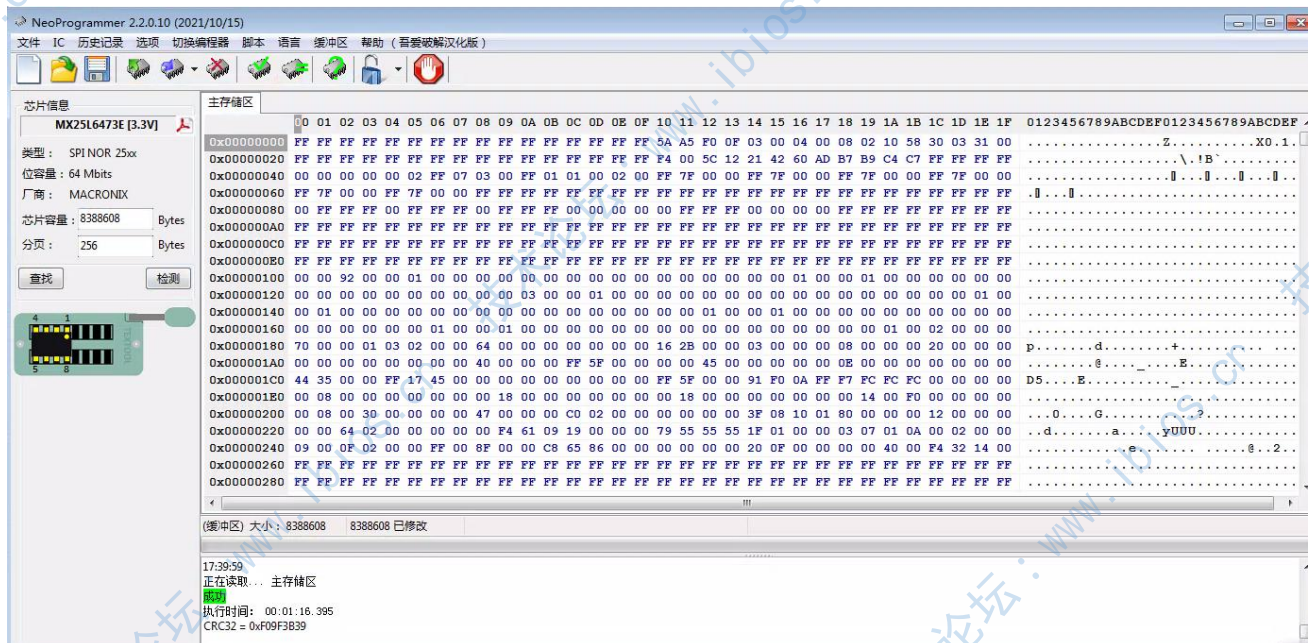 NeoProgrammer 2.2.0.10 (2021/10/15)
文件 IC 历史记录 选项 切换编程器 脚本 语言 缓冲区 帮助 (吾爱破解汉化版)
芯片信息
MX25L6473E [3.3V]
类型： SPI NOR 25xx
位容量： 64 Mbits
厂商： MACRONIX
芯片容量： 8388608 Bytes
分页： 256 Bytes
查找 检测
4 1
5 8
主存储区
00 01 02 03 04 05 06 07 08 09 0A 0B 0C 0D 0E 0F 10 11 12 13 14 15 16 17 18 19 1A 1B 1C 1D 1E 1F 0123456789ABCDEF0123456789ABCDEF
0x00000000 FF FF FF FF FF FF FF FF FF FF FF FF FF FF FF FF 5A A5 F0 0F 03 00 04 00 08 02 10 58 30 03 31 00
0x00000020 FF FF FF FF FF FF FF FF FF FF FF FF FF FF FF FF F4 00 5C 12 21 42 60 AD B7 B9 C4 C7 FF FF FF FF
0x00000040 00 00 00 00 00 02 FF 07 03 00 FF 01 01 00 02 00 FF 7F 00 00 FF 7F 00 00 FF 7F 00 00 FF 7F 00 00
0x00000060 FF 7F 00 00 FF 7F 00 00 FF FF FF FF FF FF FF FF FF FF FF FF FF FF FF FF FF FF FF FF FF FF FF FF
0x00000080 00 FF FF FF 00 FF FF FF 00 FF FF FF
0x000000A0 FF FF FF FF FF FF FF FF FF FF FF FF FF FF FF FF FF FF FF FF FF FF FF FF FF FF FF FF FF FF FF FF
0x000000C0 FF FF FF FF FF FF FF FF FF FF FF FF FF FF FF FF FF FF FF FF FF FF FF FF FF FF FF FF FF FF FF FF
0x000000E0 FF FF FF FF FF FF FF FF FF FF FF FF FF FF FF FF FF FF FF FF FF FF FF FF FF FF FF FF FF FF FF FF
0x00000100 00 00 92 00 00 01 00 00 00 00 00 00 00 00 00 00 00 00 00 00 00 00 01 00 00 01 00 00 00 00 00 00
0x00000120 00 00 00 00 00 00 00 00 00 00 03 00 00 01 00 00 00 00 00 00 00 00 00 00 00 00 00 00 00 00 01 00
0x00000140 00 01 00 00 00 00 00 00 00 00 00 00 00 00 00 00 00 00 01 00 00 01 00 00 00 00 00 00 00 00 00 00
0x00000160 00 00 00 00 00 00 01 00 00 01 00 00 00 00 00 00 00 00 00 00 00 00 00 00 00 00 01 00 02 00 00 00
0x00000180 70 00 00 01 03 02 00 00 64 00 00 00 00 00 00 00 16 2B 00 00 03 00 00 00 08 00 00 00 20 00 00 00
0x000001A0 00 00 00 00 00 00 00 00 40 00 00 00 FF 5F 00 00 00 00 45 00 00 00 00 00 0E 00 00 00 00 00 00 00
0x000001C0 44 35 00 00 FF 17 45 00 00 00 00 00 00 00 00 00 FF 5F 00 00 91 F0 0A FF F7 FC FC FC 00 00 00 00
0x000001E0 00 08 00 00 00 00 00 00 00 18 00 00 00 00 00 00 00 18 00 00 00 00 00 00 00 14 00 F0 00 00 00 00
0x00000200 00 08 00 30 00 00 00 00 47 00 00 00 C0 02 00 00 00 00 00 00 3F 08 10 01 80 00 00 00 12 00 00 00
0x00000220 00 00 64 02 00 00 00 00 00 F4 61 09 19 00 00 00 79 55 55 55 1F 01 00 00 03 07 01 0A 00 02 00 00
0x00000240 09 00 0F 02 00 00 FF 00 8F 00 00 C8 65 86 00 00 00 00 00 00 20 0F 00 00 00 00 40 00 F4 32 14 00
0x00000260 FF FF FF FF FF FF FF FF FF FF FF FF FF FF FF FF FF FF FF FF FF FF FF FF FF FF FF FF FF FF FF FF
0x00000280 FF FF FF FF FF FF FF FF FF FF FF FF FF FF FF FF FF FF FF FF FF FF FF FF FF FF FF FF FF FF FF FF
(缓冲区) 大小： 8388608 8388608 已修改
17:39:59
正在读取... 主存储区
成功
执行时间： 00:01:16.395
CRC32 = 0xF09F3B39